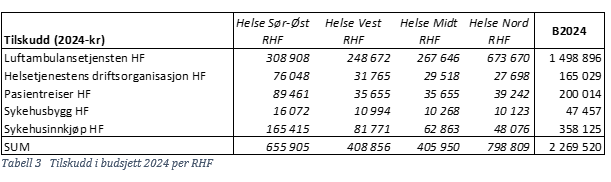 Tilskudd (2024-kr) Helse Sør-Øst RHF Helse Vest RHF Helse Midt RHF Helse Nord RHF B2024
Luftambulansetjensten HF 308 908 248 672 267 646 673 670 1 498 896
Helsetjenestens driftsorganisasjon HF 76 048 31 765 29 518 27 698 165 029
Pasientreiser HF 89 461 35 655 35 655 39 242 200 014
Sykehusbygg HF 16 072 10 994 10 268 10 123 47 457
Sykehusinnkjøp HF 165 415 81 771 62 863 48 076 358 125
SUM 655 905 408 856 405 950 798 809 2 269 520
Tabell 3 Tilskudd i budsjett 2024 per RHF